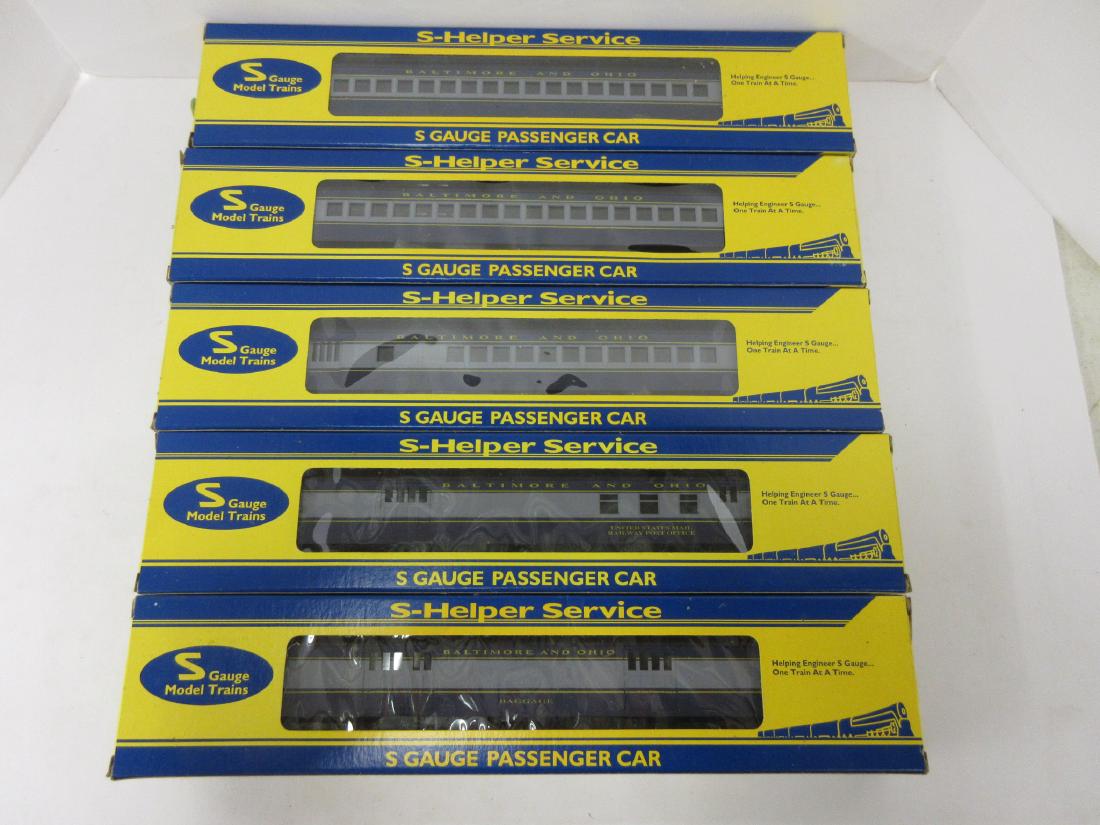 S-Helper Service
S Gauge
Model Trains
BALTIMORE AND OHIO
Helping Engineer S Gauge...
One Train At A Time.
S GAUGE PASSENGER CAR
S-Helper Service
S Gauge
Model Trains
BALTIMORE AND OHIO
Helping Engineer S Gauge...
One Train At A Time.
S GAUGE PASSENGER CAR
S-Helper Service
S Gauge
Model Trains
BALTIMORE AND OHIO
Helping Engineer S Gauge...
One Train At A Time.
S GAUGE PASSENGER CAR
S-Helper Service
S Gauge
Model Trains
BALTIMORE AND OHIO
UNITED STATES MAIL
RAILWAY POST OFFICE
Helping Engineer S Gauge...
One Train At A Time.
S GAUGE PASSENGER CAR
S-Helper Service
S Gauge
Model Trains
BALTIMORE AND OHIO
BAGGAGE
Helping Engineer S Gauge...
One Train At A Time.
S GAUGE PASSENGER CAR